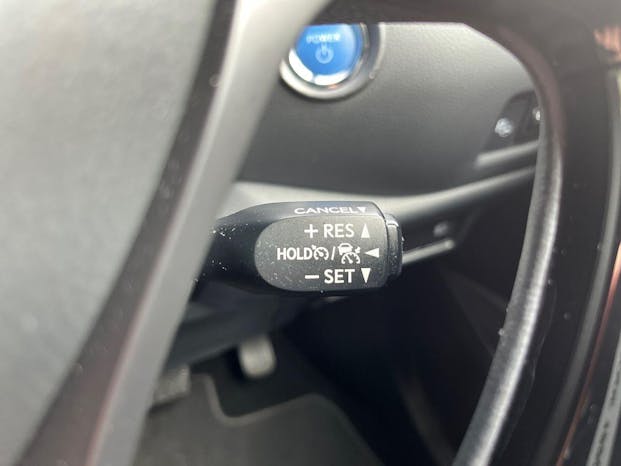 POWER
CANCEL▼
+ RES ▲
HOLD / ◄
− SET ▼